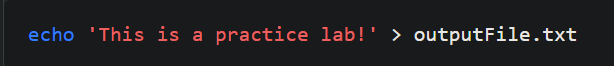 echo 'This is a practice lab!' > outputFile.txt